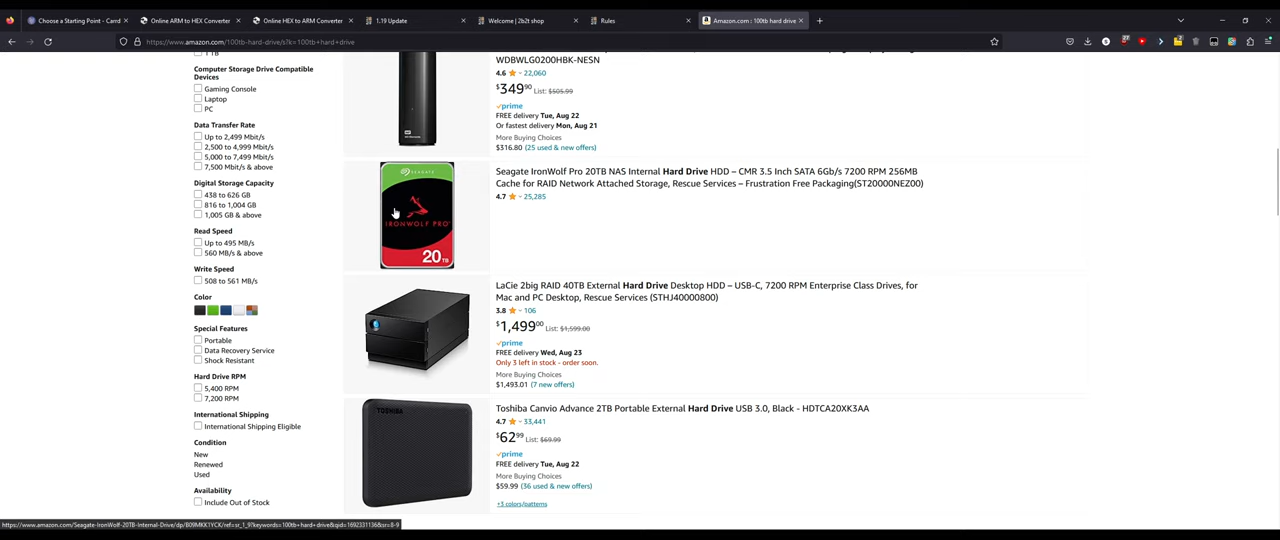 Choose a Starting Point - Carrd
Online ARM to HEX Converter
Online HEX to ARM Converter
1.19 Update
Welcome | 2b2t shop
Rules
Amazon.com : 100tb hard drive
https://www.amazon.com/100tb-hard-drive/s?k=100tb+hard+drive
27
2
1 TB
Computer Storage Drive Compatible
Devices
Gaming Console
Laptop
PC
Data Transfer Rate
Up to 2,499 Mbit/s
2,500 to 4,999 Mbit/s
5,000 to 7,499 Mbit/s
7,500 Mbit/s & above
Digital Storage Capacity
438 to 626 GB
816 to 1,004 GB
1,005 GB & above
Read Speed
Up to 495 MB/s
560 MB/s & above
Write Speed
508 to 561 MB/s
Color
Special Features
Portable
Data Recovery Service
Shock Resistant
Hard Drive RPM
5,400 RPM
7,200 RPM
International Shipping
International Shipping Eligible
Condition
New
Renewed
Used
Availability
Include Out of Stock
WDBWLG0200HBK-NESN
4.6 22,060
$349.90 List: $505.99
prime
FREE delivery Tue, Aug 22
Or fastest delivery Mon, Aug 21
More Buying Choices
$316.80 (25 used & new offers)
SEAGATE
IRONWOLF PRO
20TB
Seagate IronWolf Pro 20TB NAS Internal Hard Drive HDD – CMR 3.5 Inch SATA 6Gb/s 7200 RPM 256MB
Cache for RAID Network Attached Storage, Rescue Services – Frustration Free Packaging(ST20000NEZ00)
4.7 25,285
LaCie 2big RAID 40TB External Hard Drive Desktop HDD – USB-C, 7200 RPM Enterprise Class Drives, for
Mac and PC Desktop, Rescue Services (STHJ40000800)
3.8 106
$1,499.00 List: $1,599.00
prime
FREE delivery Wed, Aug 23
Only 3 left in stock - order soon.
More Buying Choices
$1,493.01 (7 new offers)
TOSHIBA
Toshiba Canvio Advance 2TB Portable External Hard Drive USB 3.0, Black - HDTCA20XK3AA
4.7 33,441
$62.99 List: $69.99
prime
FREE delivery Tue, Aug 22
More Buying Choices
$59.99 (36 used & new offers)
+3 colors/patterns
https://www.amazon.com/Seagate-IronWolf-20TB-Internal-Drive/dp/B09MKK1YCK/ref=sr_1_9?keywords=100tb+hard+drive&qid=1692331136&sr=8-9